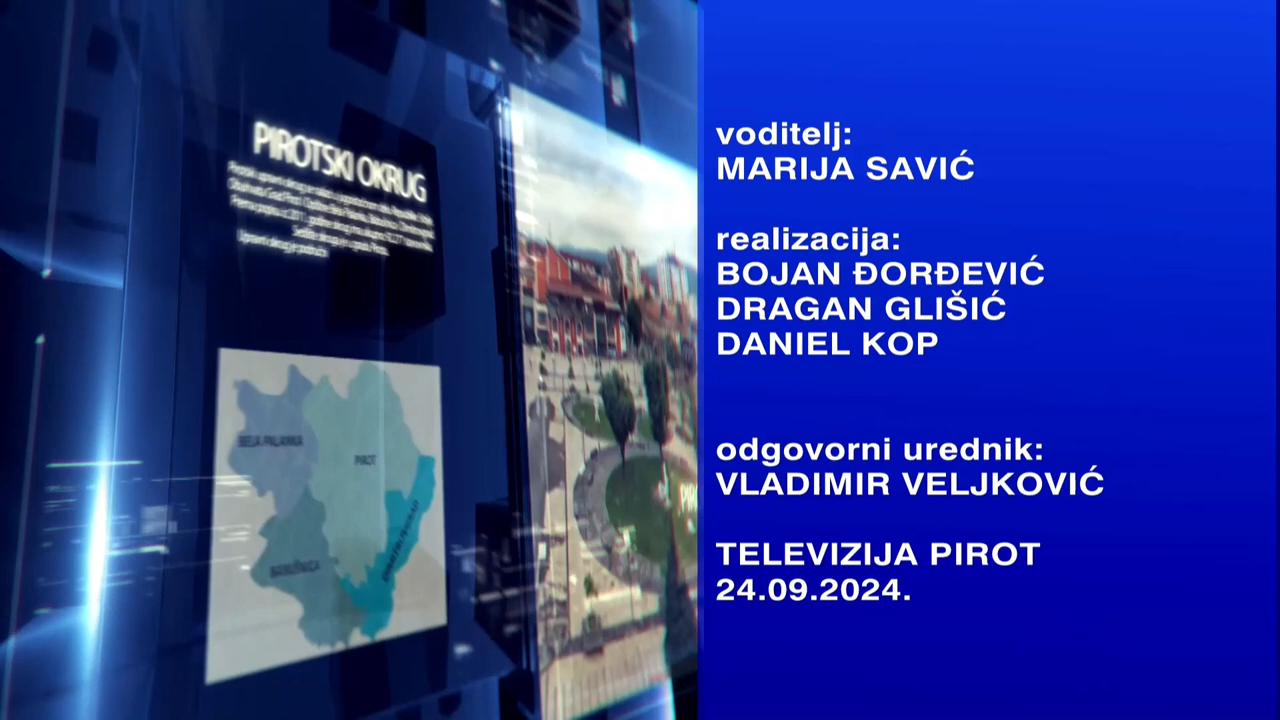 PIROTSKI OKRUG
BELA PALANKA
PIROT
BABUŠNICA
DIMITROVGRAD
voditelj:
MARIJA SAVIĆ
realizacija:
BOJAN ĐORĐEVIĆ
DRAGAN GLIŠIĆ
DANIEL KOP
odgovorni urednik:
VLADIMIR VELJKOVIĆ
TELEVIZIJA PIROT
24.09.2024.